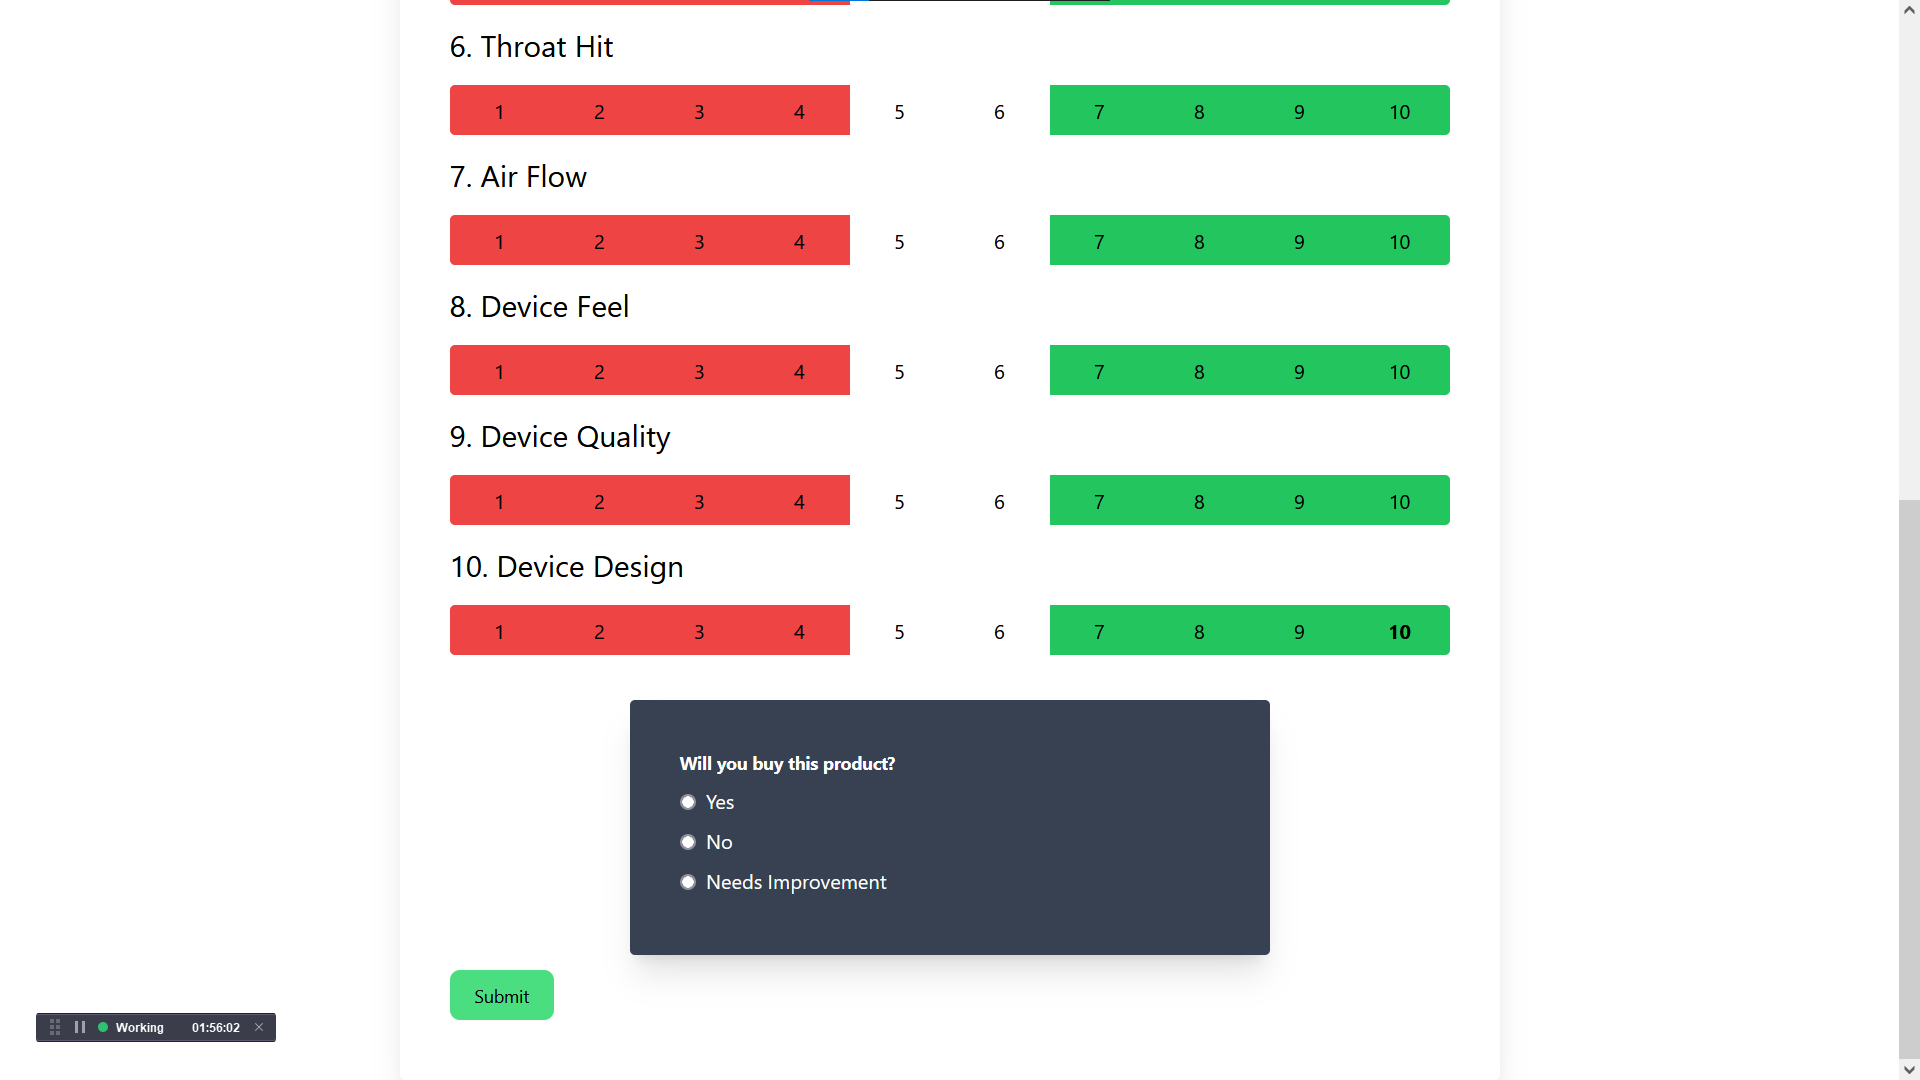 6. Throat Hit
1 2 3 4 5 6 7 8 9 10
7. Air Flow
1 2 3 4 5 6 7 8 9 10
8. Device Feel
1 2 3 4 5 6 7 8 9 10
9. Device Quality
1 2 3 4 5 6 7 8 9 10
10. Device Design
1 2 3 4 5 6 7 8 9 10
Will you buy this product?
Yes
No
Needs Improvement
Submit
Working 01:56:02